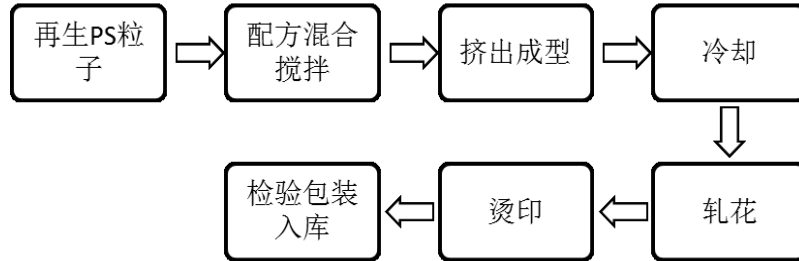 再生PS粒
子
配方混合
搅拌
挤出成型
冷却
轧花
烫印
检验包装
入库